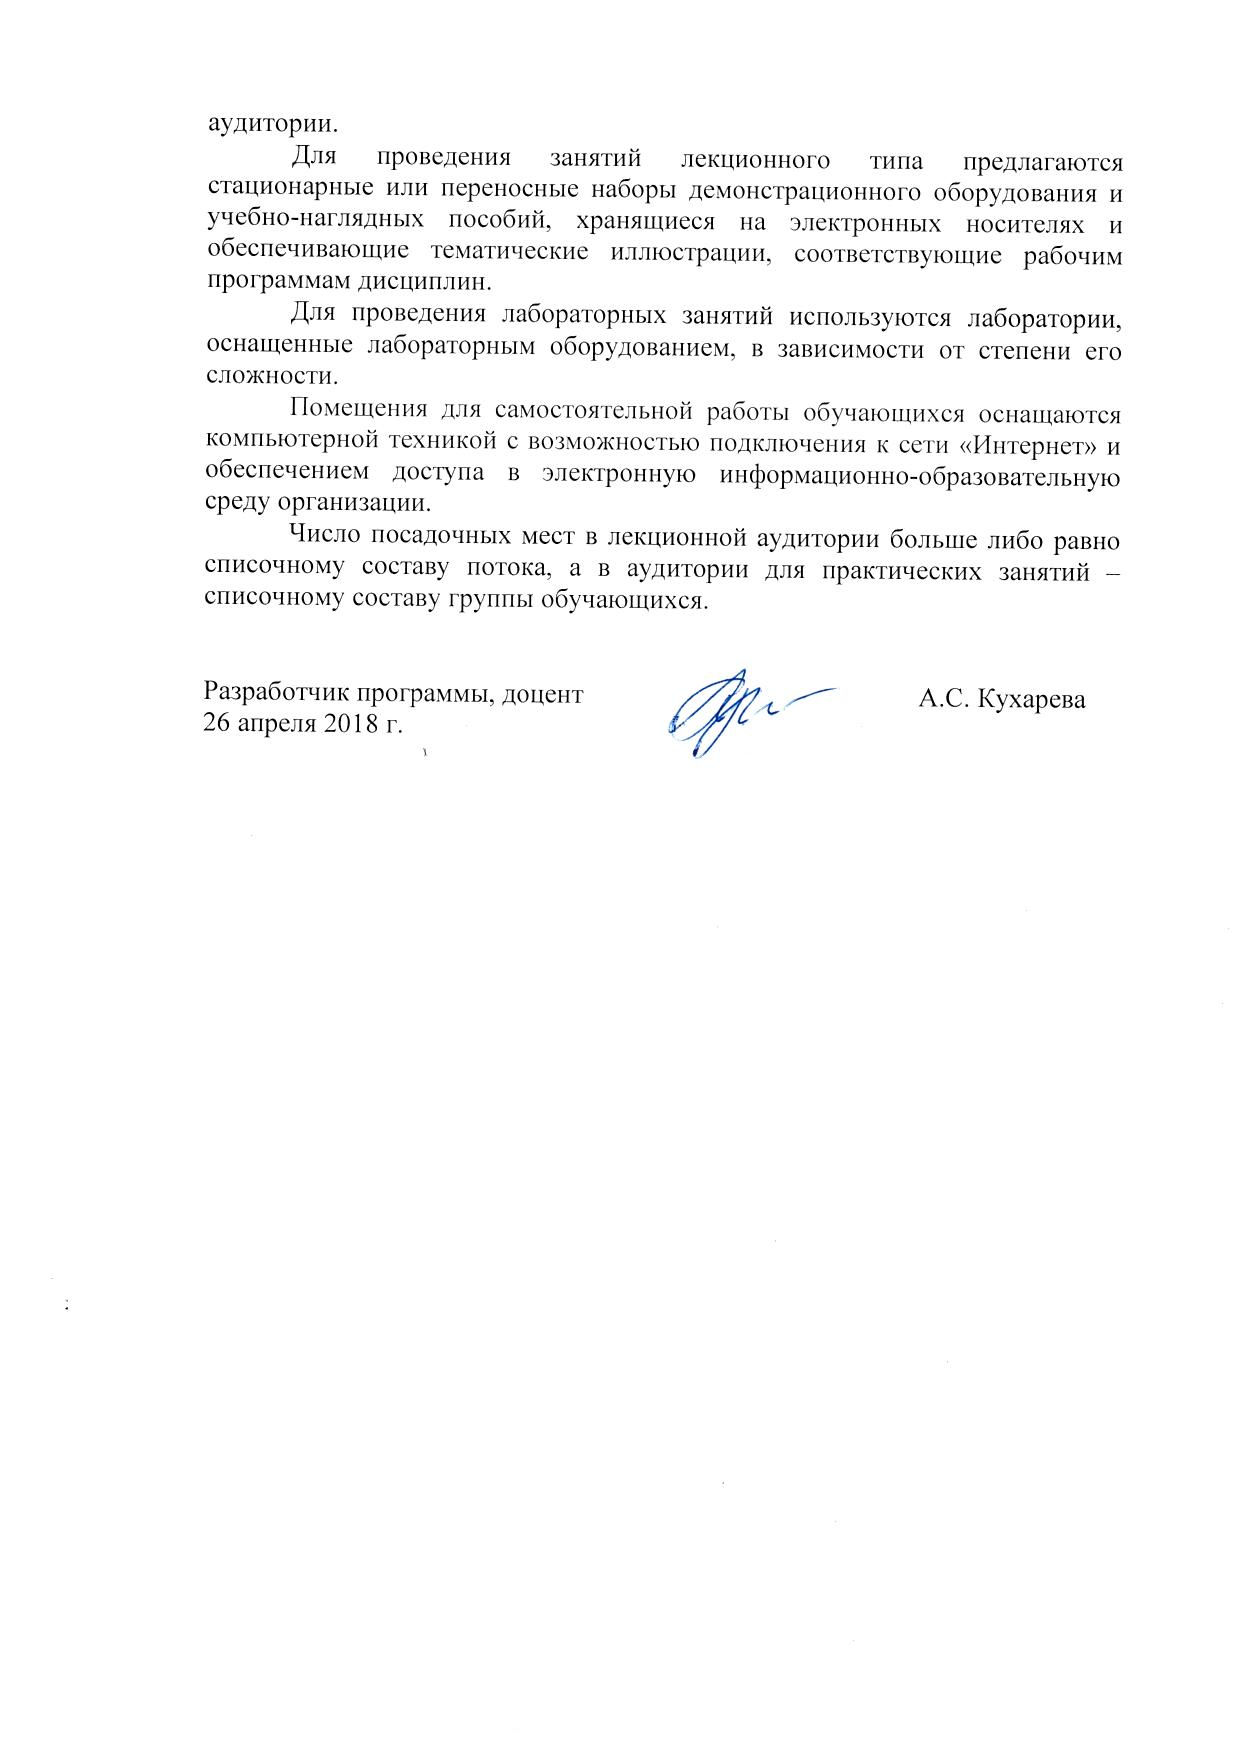 аудитории.
Для проведения занятий лекционного типа предлагаются
стационарные или переносные наборы демонстрационного оборудования и
учебно-наглядных пособий, хранящиеся на электронных носителях и
обеспечивающие тематические иллюстрации, соответствующие рабочим
программам дисциплин.
Для проведения лабораторных занятий используются лаборатории,
оснащенные лабораторным оборудованием, в зависимости от степени его
сложности.
Помещения для самостоятельной работы обучающихся оснащаются
компьютерной техникой с возможностью подключения к сети «Интернет» и
обеспечением доступа в электронную информационно-образовательную
среду организации.
Число посадочных мест в лекционной аудитории больше либо равно
списочному составу потока, а в аудитории для практических занятий –
списочному составу группы обучающихся.
Разработчик программы, доцент А.С. Кухарева
26 апреля 2018 г.